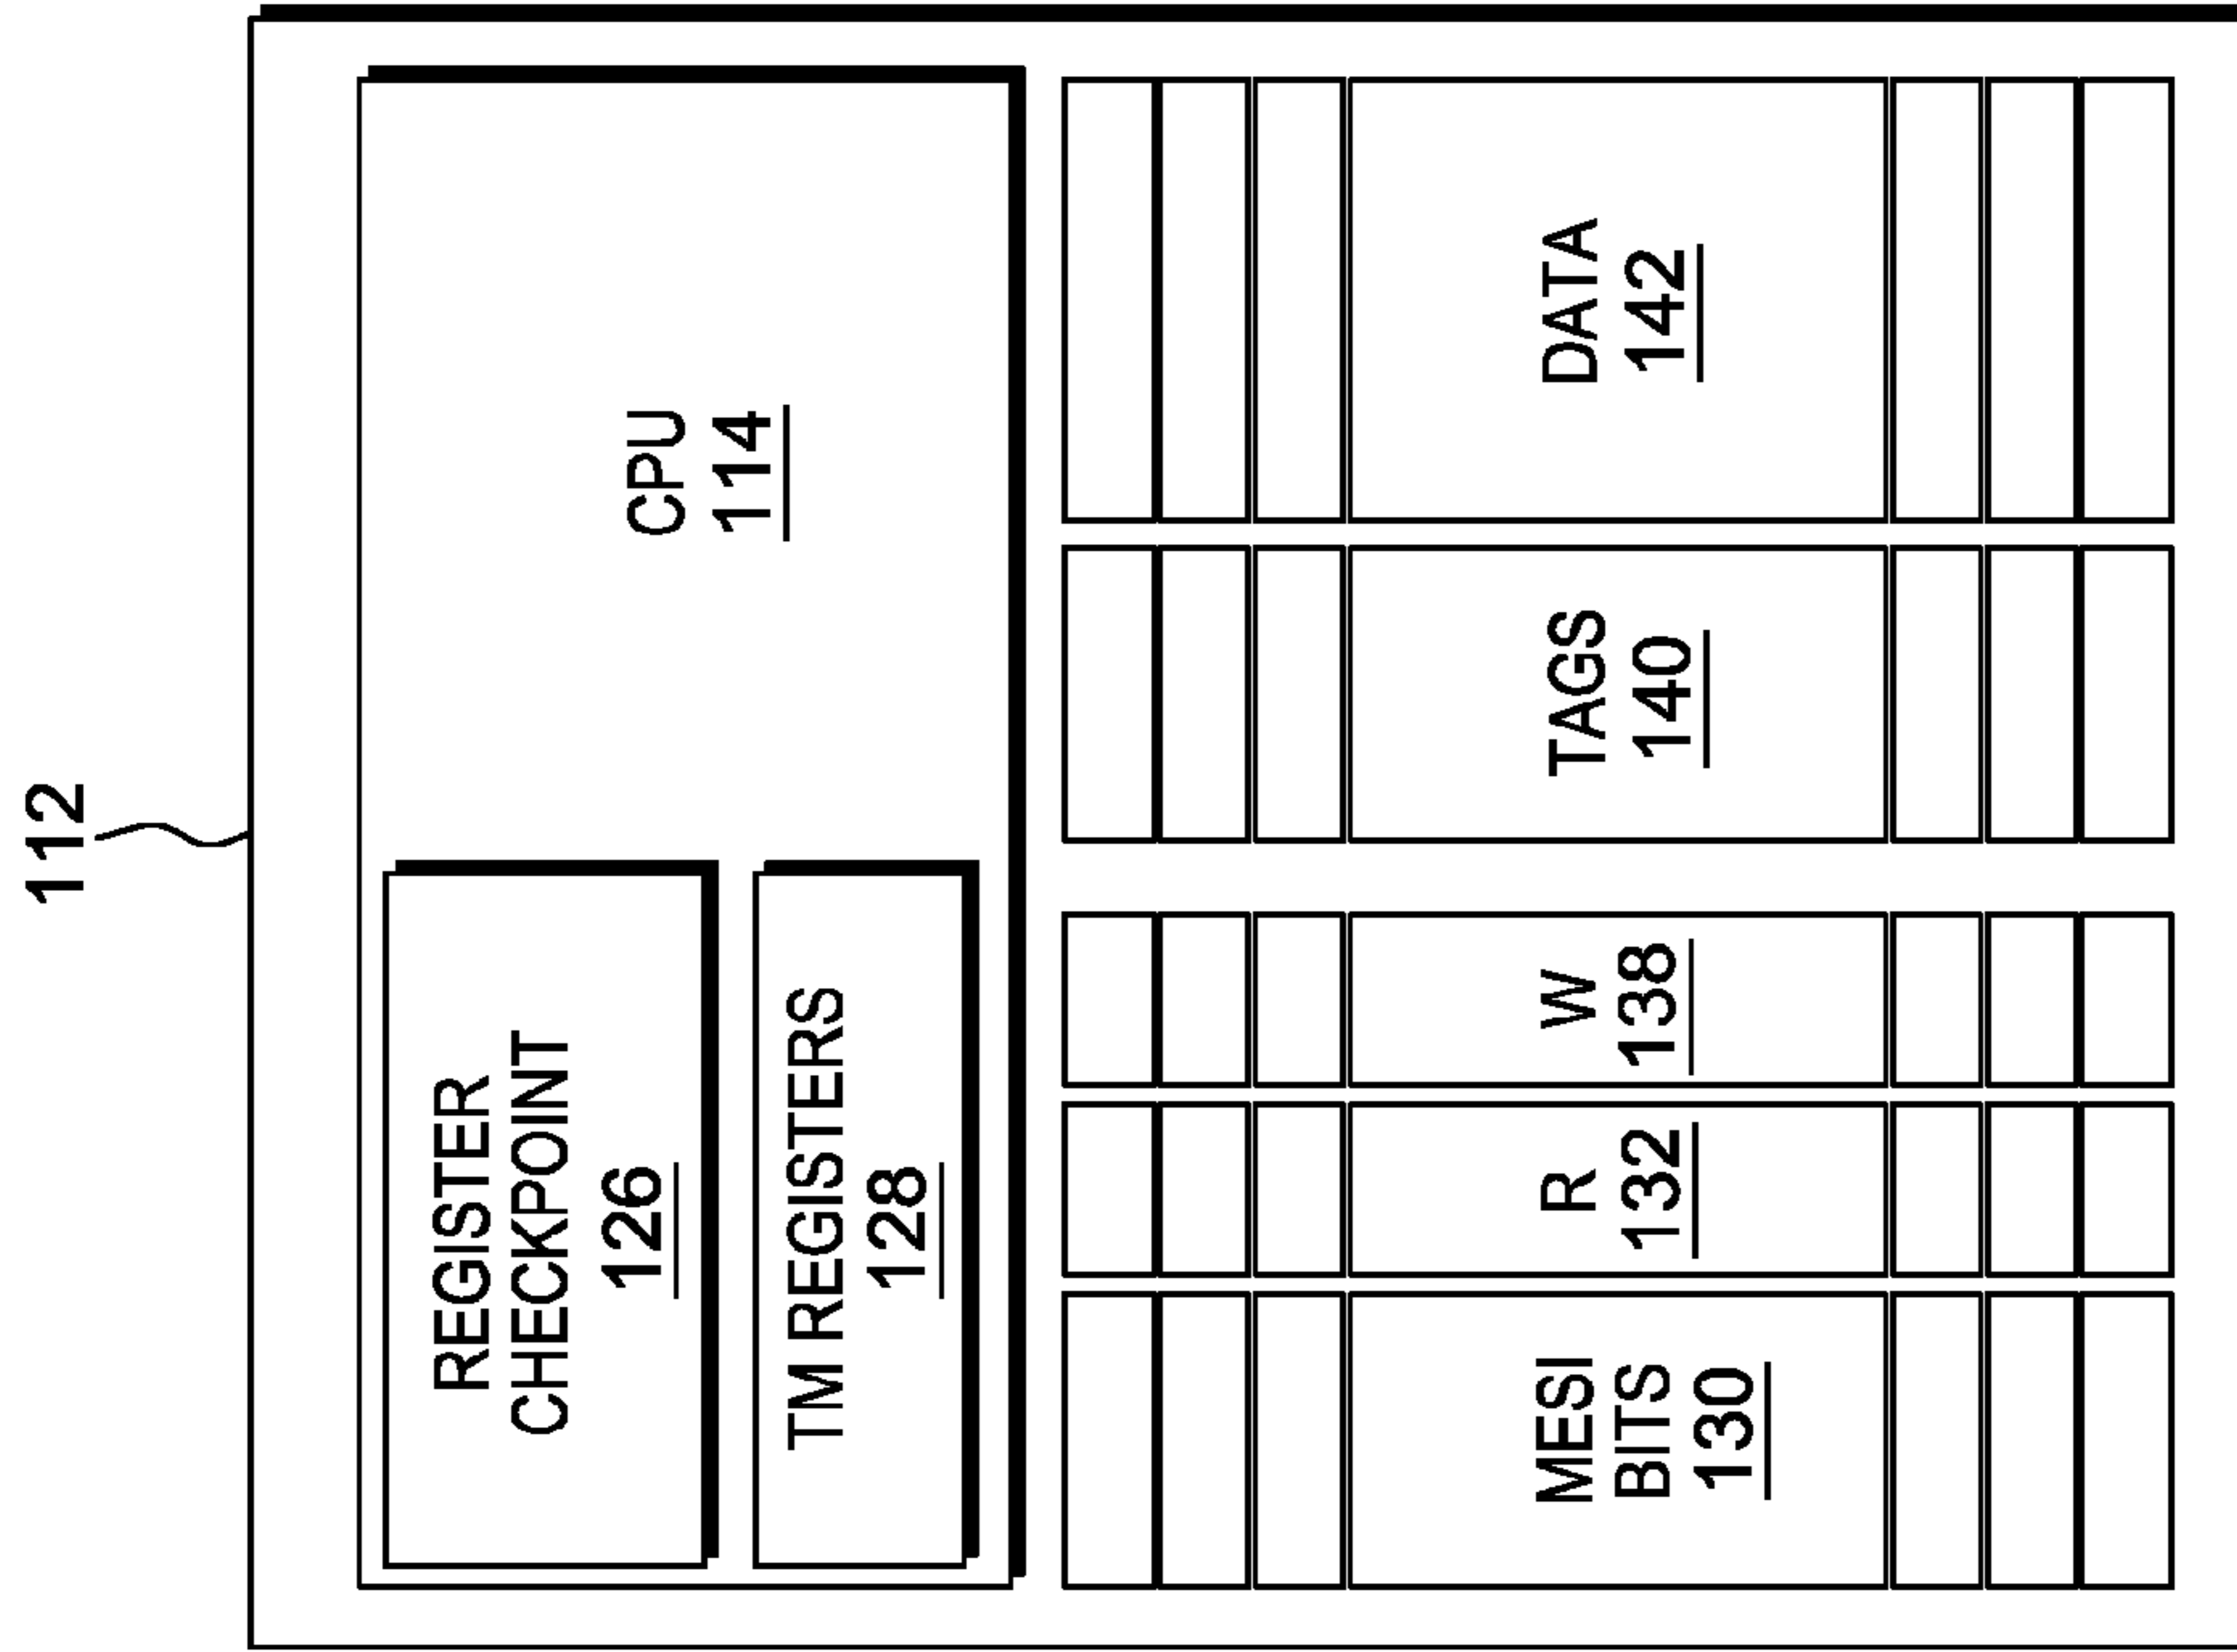 112
REGISTER
CHECKPOINT
126
TM REGISTERS
128
CPU
114
MESI
BITS
130
R
132
W
138
TAGS
140
DATA
142